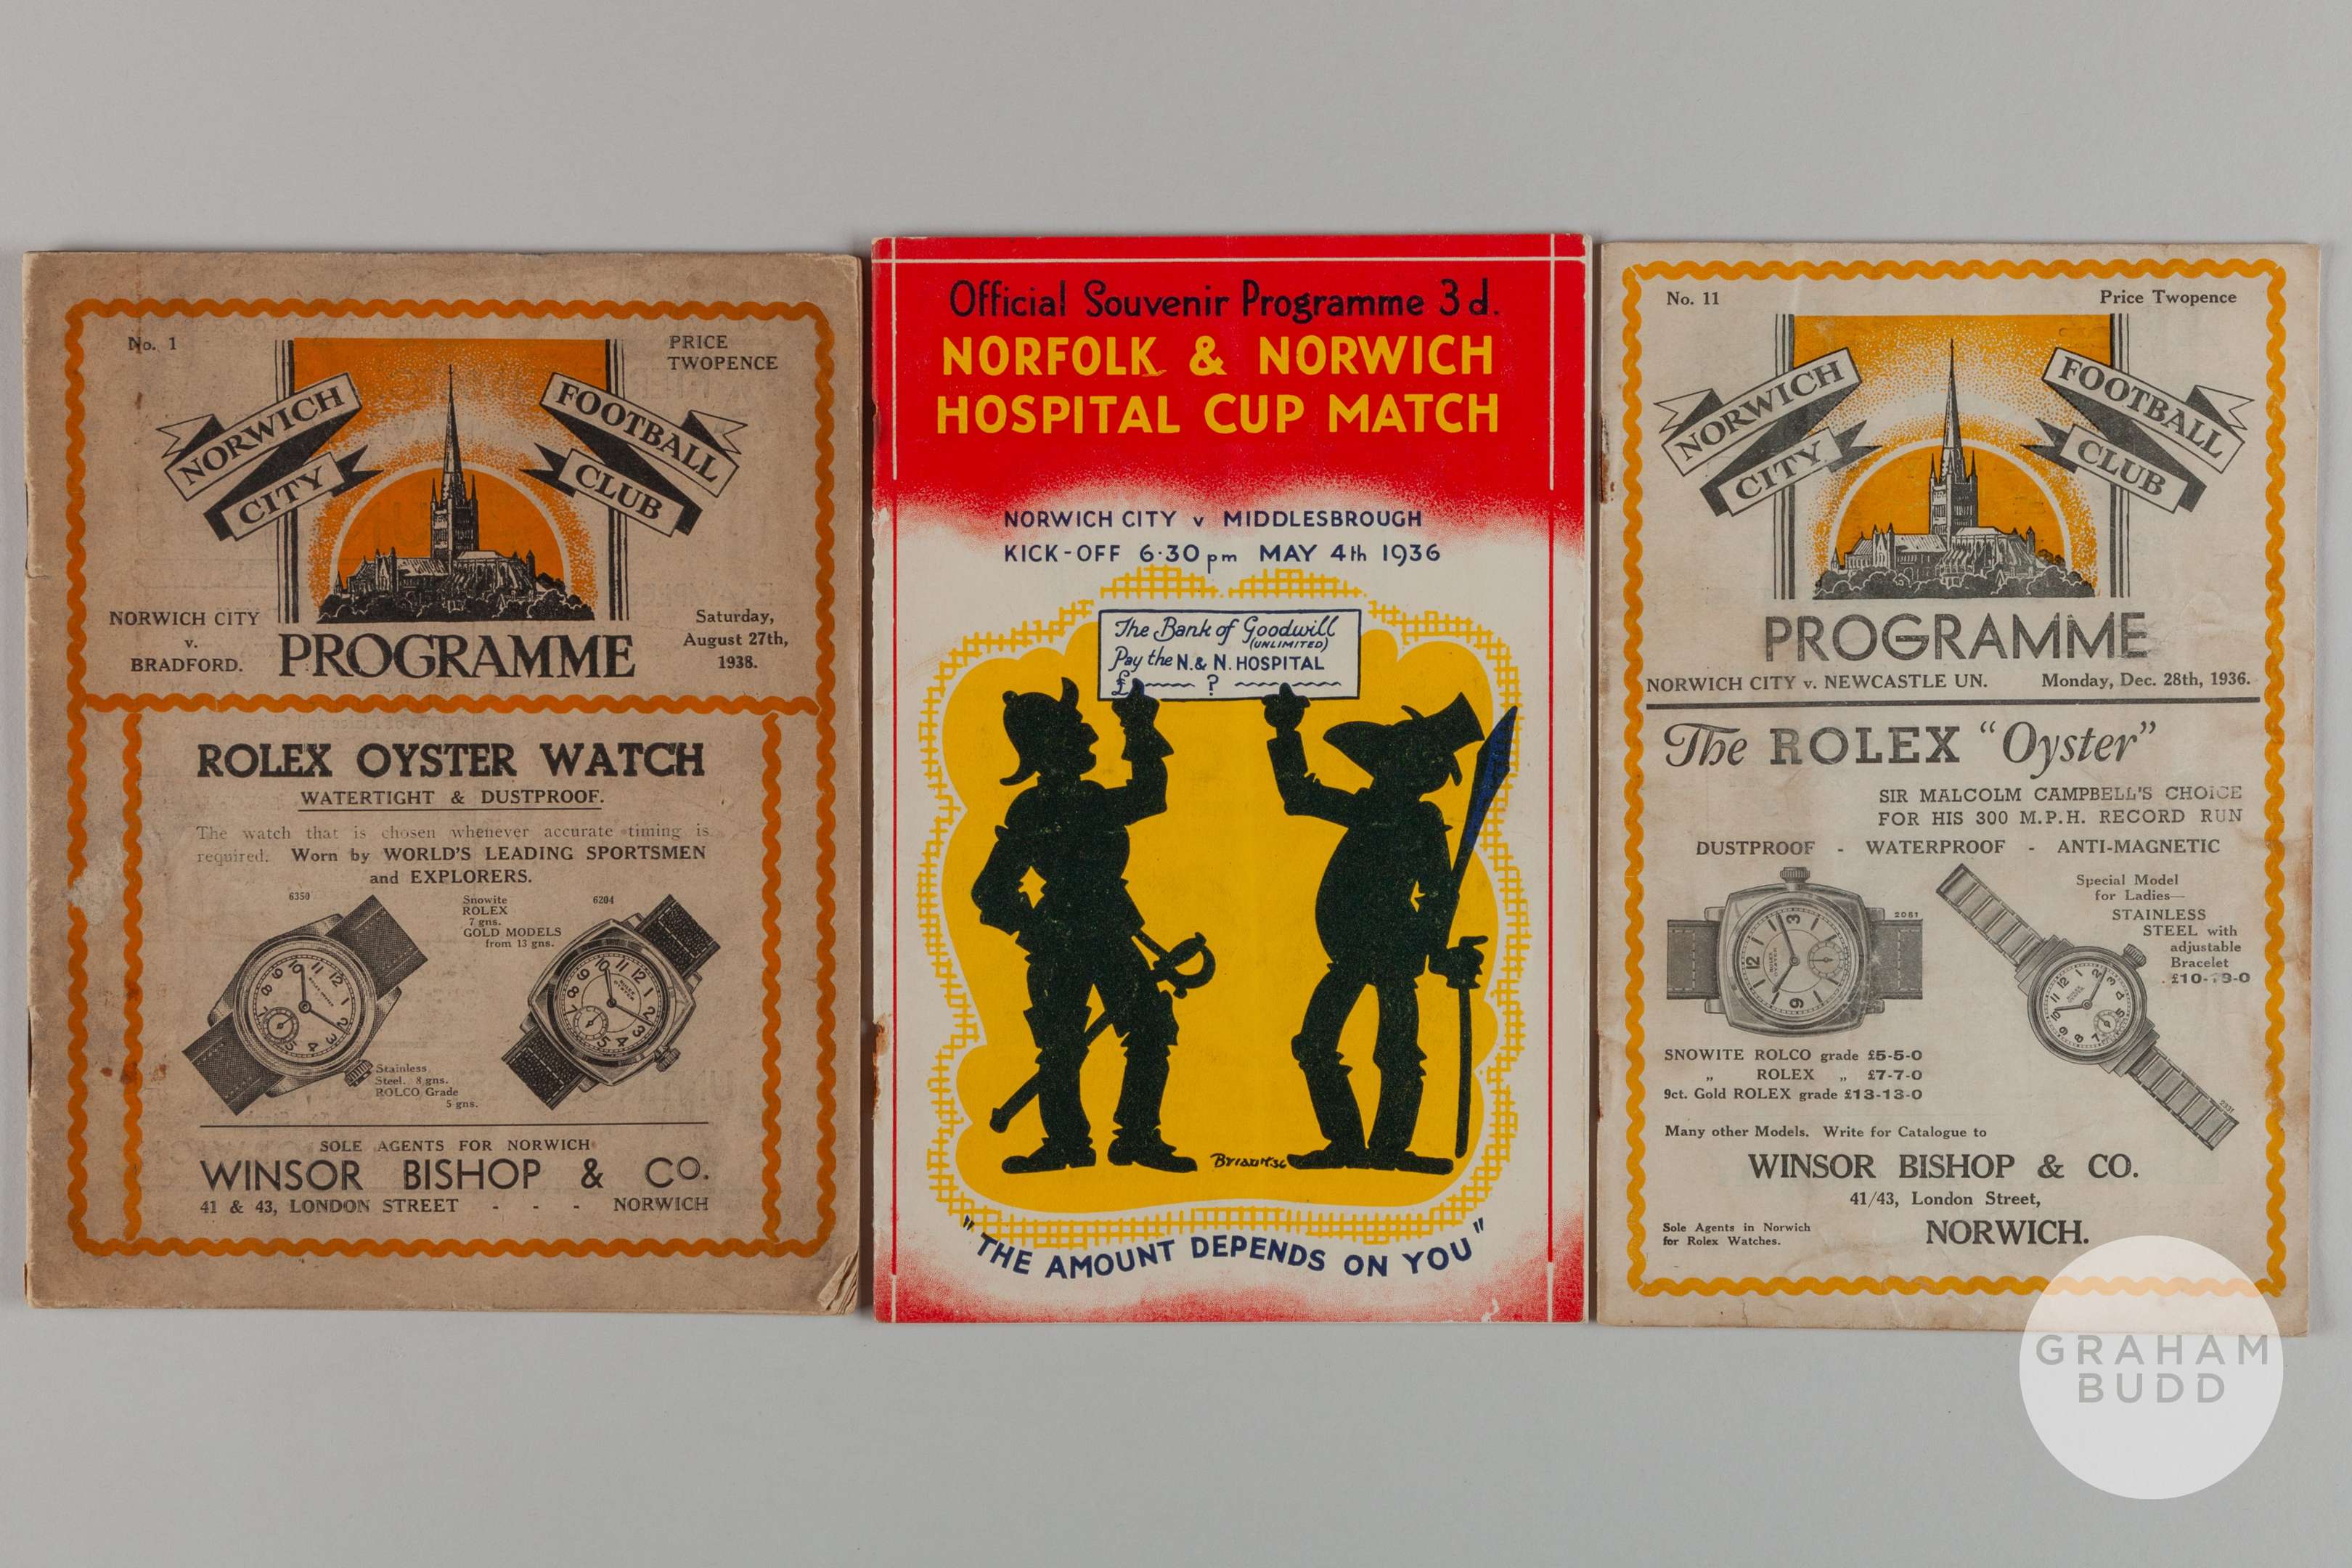 No. 1
PRICE
TWOPENCE
NORWICH
CITY
FOOTBALL
CLUB
NORWICH CITY
v.
BRADFORD.
PROGRAMME
Saturday,
August 27th,
1938.
ROLEX OYSTER WATCH
WATERTIGHT & DUSTPROOF.
The watch that is chosen whenever accurate timing is
required. Worn by WORLD'S LEADING SPORTSMEN
and EXPLORERS.
6350
Snowite
ROLEX
7 gns.
GOLD MODELS
from 13 gns.
6204
Stainless
Steel. 8 gns.
ROLCO Grade
5 gns.
SOLE AGENTS FOR NORWICH
WINSOR BISHOP & CO.
41 & 43, LONDON STREET - - - NORWICH
Official Souvenir Programme 3d.
NORFOLK & NORWICH
HOSPITAL CUP MATCH
NORWICH CITY v MIDDLESBROUGH
KICK-OFF 6·30 pm MAY 4th 1936
The Bank of Goodwill
(UNLIMITED)
Pay the N. & N. HOSPITAL
£ ?
"THE AMOUNT DEPENDS ON YOU"
No. 11
Price Twopence
NORWICH
CITY
FOOTBALL
CLUB
PROGRAMME
NORWICH CITY v. NEWCASTLE UN. Monday, Dec. 28th, 1936.
The ROLEX "Oyster"
SIR MALCOLM CAMPBELL'S CHOICE
FOR HIS 300 M.P.H. RECORD RUN
DUSTPROOF - WATERPROOF - ANTI-MAGNETIC
2081
Special Model
for Ladies—
STAINLESS
STEEL with
adjustable
Bracelet
SNOWITE ROLCO grade £5-5-0
„ ROLEX „ £7-7-0
9ct. Gold ROLEX grade £13-13-0
Many other Models. Write for Catalogue to
WINSOR BISHOP & CO.
41/43, London Street,
Sole Agents in Norwich
for Rolex Watches.
NORWICH.
GRAHAM
BUDD